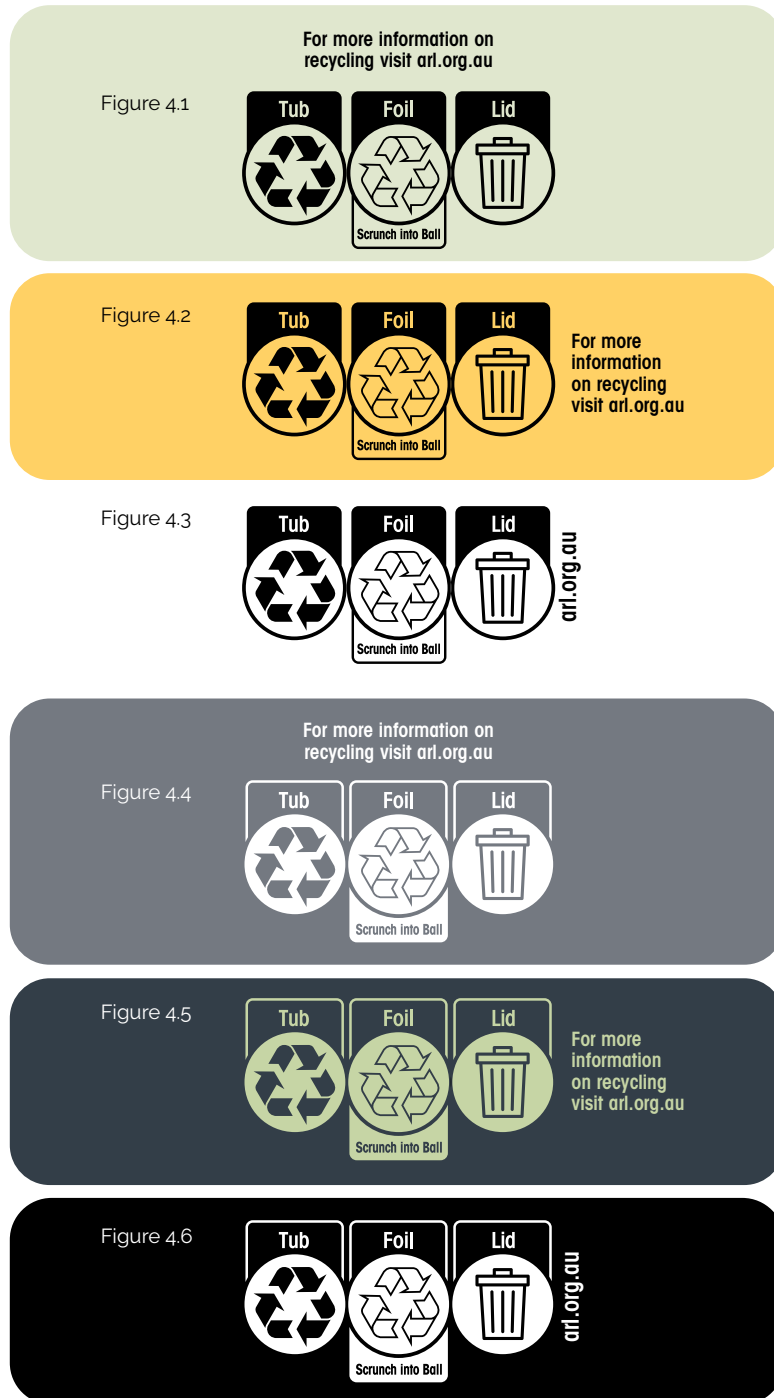 For more information on
recycling visit arl.org.au
Figure 4.1
Tub Foil Lid
Scrunch into Ball
Figure 4.2
Tub Foil Lid
For more
information
on recycling
visit arl.org.au
Scrunch into Ball
Figure 4.3
Tub Foil Lid
arl.org.au
Scrunch into Ball
For more information on
recycling visit arl.org.au
Figure 4.4
Tub Foil Lid
Scrunch into Ball
Figure 4.5
Tub Foil Lid
For more
information
on recycling
visit arl.org.au
Scrunch into Ball
Figure 4.6
Tub Foil Lid
arl.org.au
Scrunch into Ball